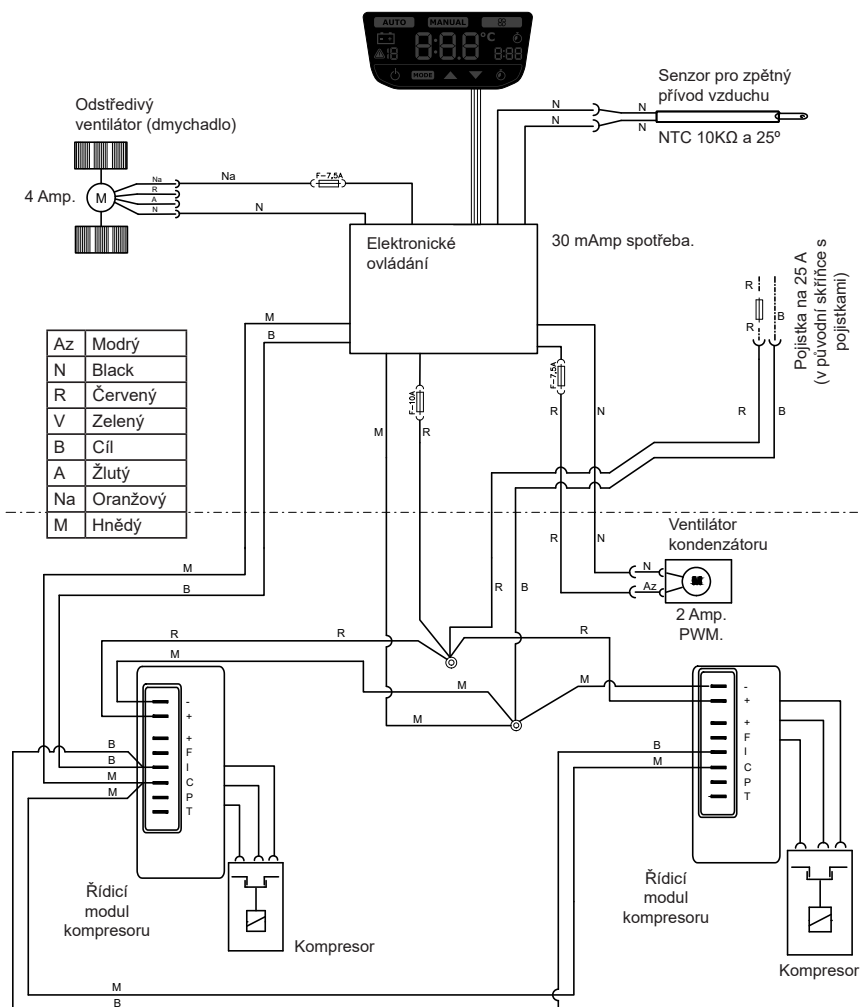 AUTO MANUAL
8:8.8 °C
18 8:88
MODE
Odstředivý
ventilátor (dmychadlo)
4 Amp.
M
Na
R
A
N
Na
F-7,5A
N
N
N
N
N
Senzor pro zpětný
přívod vzduchu
NTC 10KΩ a 25º
Elektronické
ovládání
30 mAmp spotřeba.
R
R
B
Pojistka na 25 A
(v původní skříňce s
pojistkami)
M
B
F-10A
F-7,5A
M
R
R
N
R
B
Az Modrý
N Black
R Červený
V Zelený
B Cíl
A Žlutý
Na Oranžový
M Hnědý
Ventilátor
kondenzátoru
N
Az
M
2 Amp.
PWM.
R
N
M
B
R
B
R
R
R
M
M
M
M
-
+
+
F
I
C
P
T
B
B
M
M
-
+
+
F
I
C
P
T
B
M
Řídicí
modul
kompresoru
Kompresor
Řídicí
modul
kompresoru
Kompresor
M
B